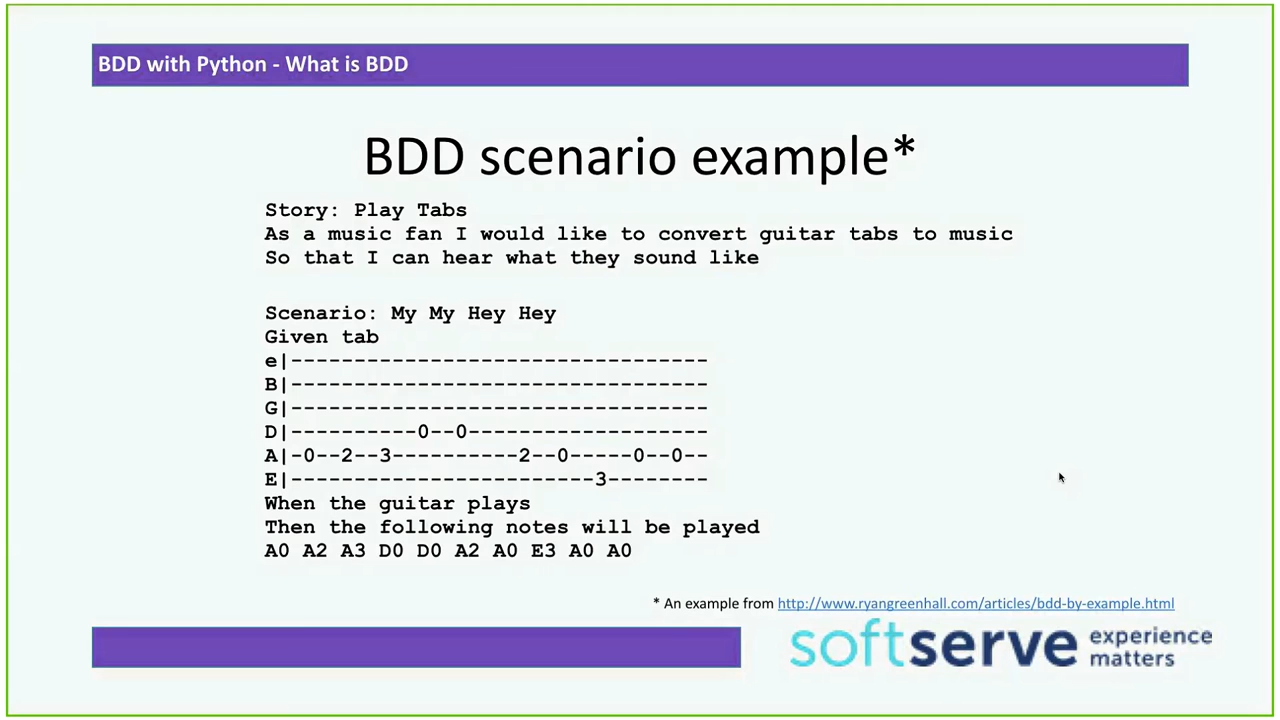 BDD with Python - What is BDD
BDD scenario example*
Story: Play Tabs
As a music fan I would like to convert guitar tabs to music
So that I can hear what they sound like
Scenario: My My Hey Hey
Given tab
e|---------------------------------
B|---------------------------------
G|---------------------------------
D|----------0--0-------------------
A|-0--2--3----------2--0-----0--0--
E|------------------------3--------
When the guitar plays
Then the following notes will be played
A0 A2 A3 D0 D0 A2 A0 E3 A0 A0
* An example from http://www.ryangreenhall.com/articles/bdd-by-example.html
softserve experience
matters